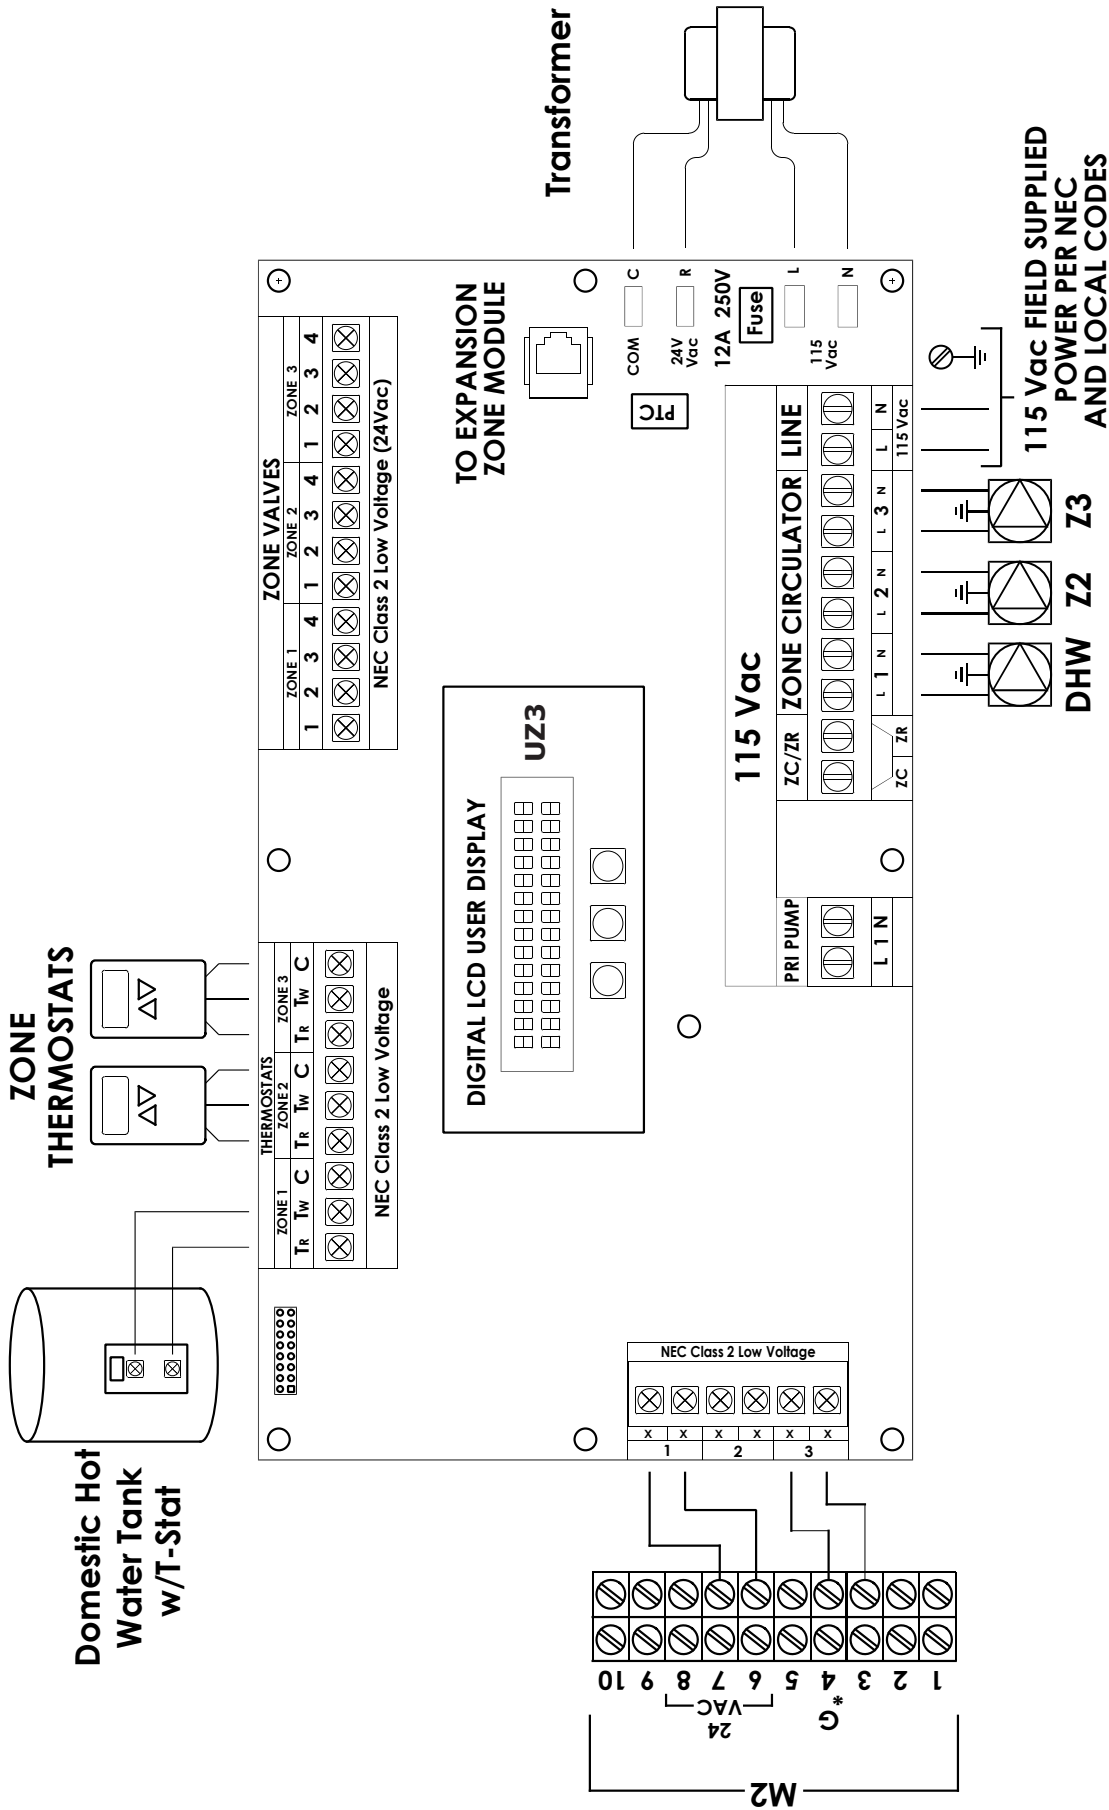 Transformer
ZONE
THERMOSTATS
Domestic Hot
Water Tank
w/T-Stat
THERMOSTATS
ZONE 1
ZONE 2
ZONE 3
TR TW C TR TW C TR TW C
NEC Class 2 Low Voltage
ZONE VALVES
ZONE 1
ZONE 2
ZONE 3
1 2 3 4 1 2 3 4 1 2 3 4
NEC Class 2 Low Voltage (24Vac)
TO EXPANSION
ZONE MODULE
DIGITAL LCD USER DISPLAY
UZ3
COM
C
24V
Vac
R
PTC
12A 250V
Fuse
L
115
Vac
N
115 Vac
PRI PUMP
ZC/ZR
ZONE CIRCULATOR
LINE
L 1 N
ZC
ZR
L 1 N
L 2 N
L 3 N
L N
115 Vac
DHW
Z2
Z3
115 Vac FIELD SUPPLIED
POWER PER NEC
AND LOCAL CODES
NEC Class 2 Low Voltage
X X X X X X
1 2 3
10 9 8 7 6 5 4 3 2 1
24
VAC
*G
M2